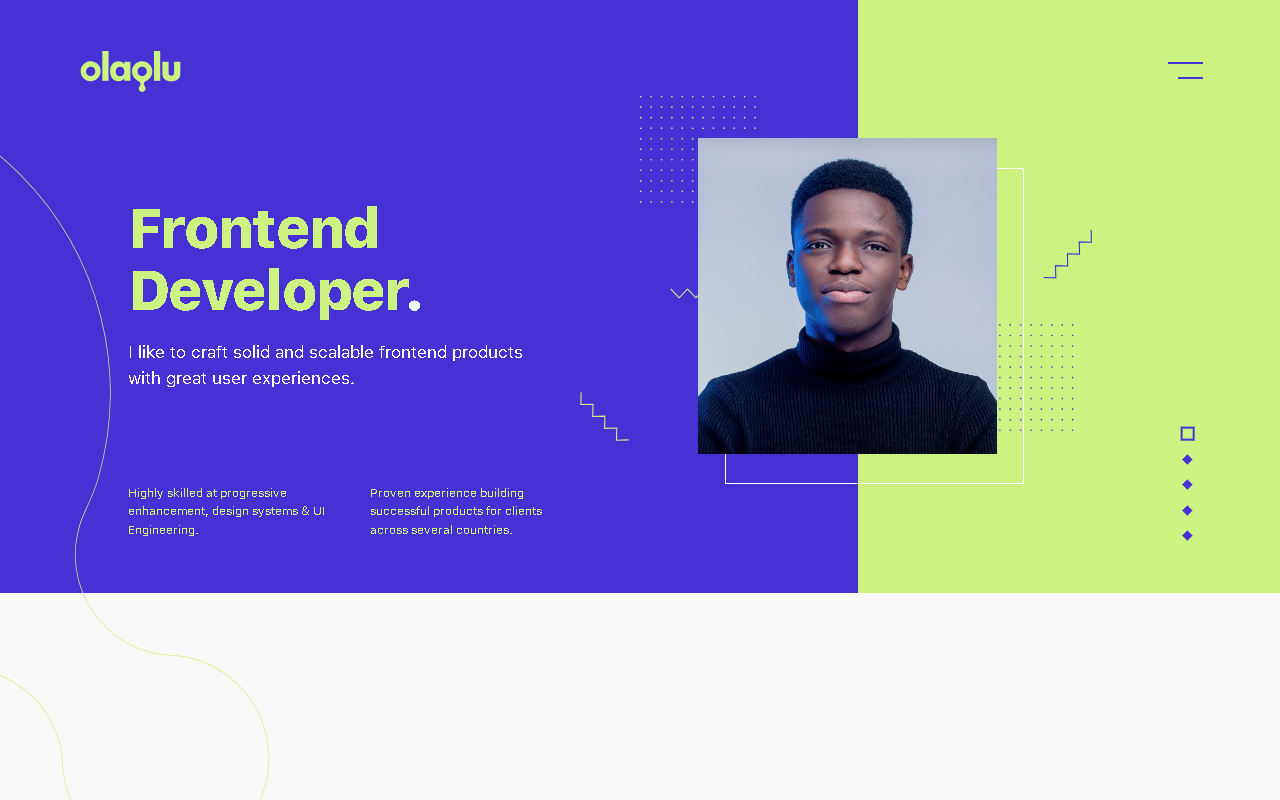 olaolu
Frontend
Developer.
I like to craft solid and scalable frontend products
with great user experiences.
Highly skilled at progressive
enhancement, design systems & UI
Engineering.
Proven experience building
successful products for clients
across several countries.